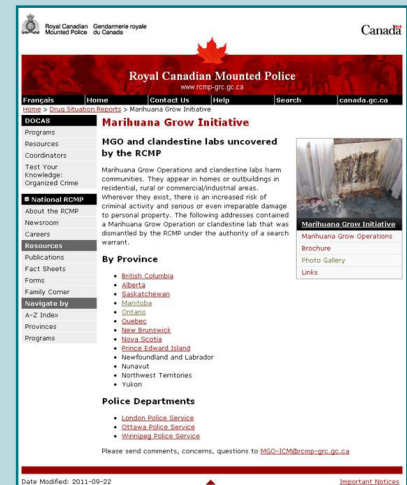 Royal Canadian Gendarmerie royale
Mounted Police du Canada
Canada
Royal Canadian Mounted Police
www.rcmp-grc.gc.ca
Français Home Contact Us Help Search canada.gc.ca
Home > Drug Situation Reports > Marihuana Grow Initiative
DOCAS
Programs
Resources
Coordinators
Test Your
Knowledge:
Organized Crime
National RCMP
About the RCMP
Newsroom
Careers
Resources
Publications
Fact Sheets
Forms
Family Corner
Navigate by
A-Z Index
Provinces
Programs
Marihuana Grow Initiative
MGO and clandestine labs uncovered
by the RCMP
Marihuana Grow Operations and clandestine labs harm
communities. They appear in homes or outbuildings in
residential, rural or commercial/industrial areas.
Wherever they exist, there is an increased risk of
criminal activity and serious or even irreparable damage
to personal property. The following addresses contained
a Marihuana Grow Operation or clandestine lab that was
dismantled by the RCMP under the authority of a search
warrant.
By Province
British Columbia
Alberta
Saskatchewan
Manitoba
Ontario
Quebec
New Brunswick
Nova Scotia
Prince Edward Island
Newfoundland and Labrador
Nunavut
Northwest Territories
Yukon
Police Departments
London Police Service
Ottawa Police Service
Winnipeg Police Service
Please send comments, concerns, questions to MGO-ICM@rcmp-grc.gc.ca
Marihuana Grow Initiative
Marihuana Grow Operations
Brochure
Photo Gallery
Links
Date Modified: 2011-09-22
Important Notices